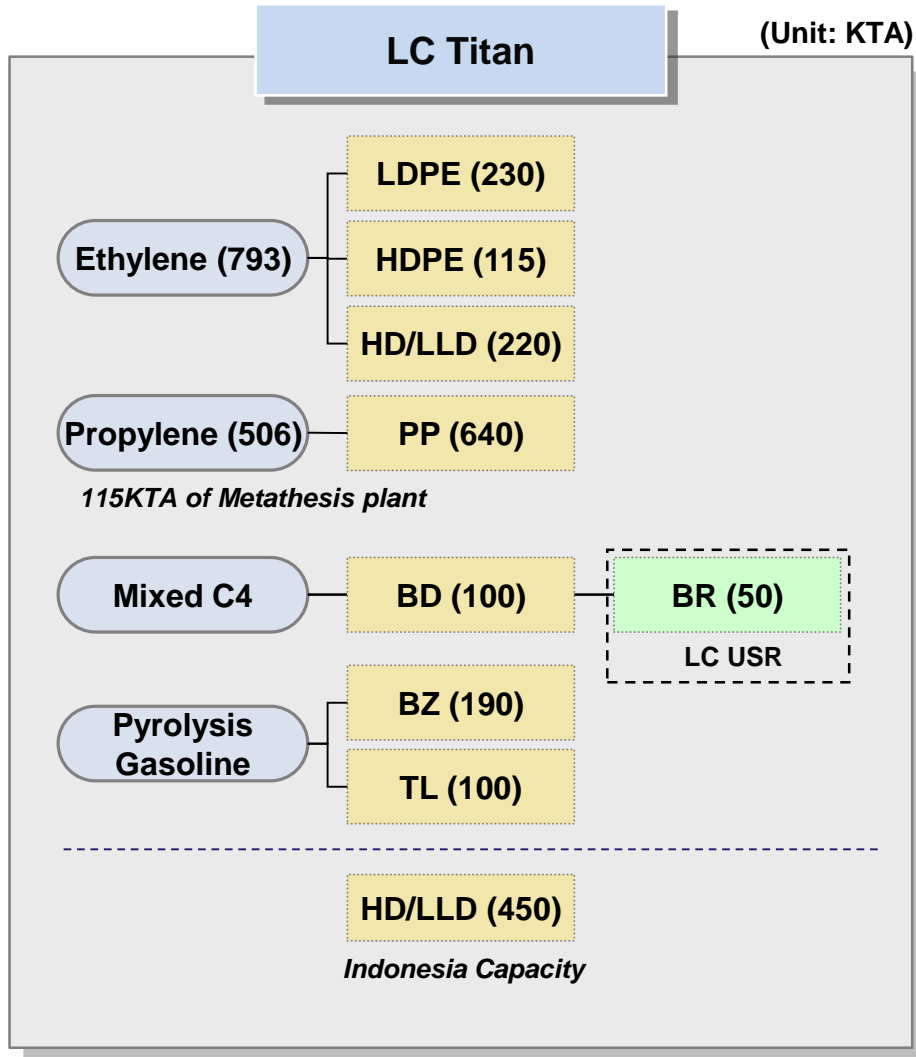 LC Titan
(Unit: KTA)
LDPE (230)
Ethylene (793)
HDPE (115)
HD/LLD (220)
Propylene (506)
PP (640)
115KTA of Metathesis plant
Mixed C4
BD (100)
BR (50)
LC USR
Pyrolysis
Gasoline
BZ (190)
TL (100)
HD/LLD (450)
Indonesia Capacity